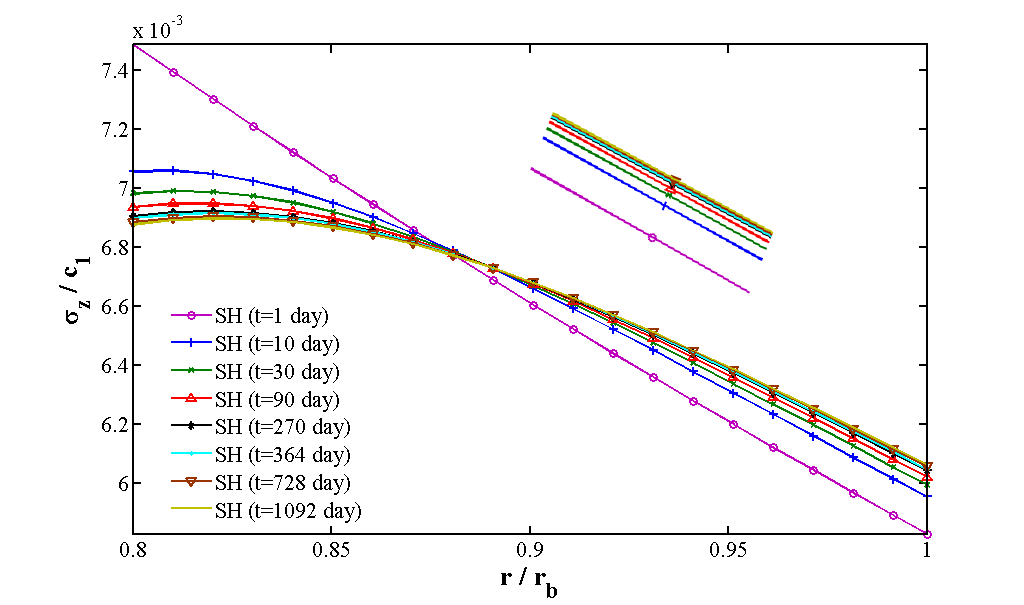 x 10-3
7.4
7.2
7
6.8
6.6
6.4
6.2
6
σz / c1
SH (t=1 day)
SH (t=10 day)
SH (t=30 day)
SH (t=90 day)
SH (t=270 day)
SH (t=364 day)
SH (t=728 day)
SH (t=1092 day)
0.8 0.85 0.9 0.95 1
r / rb